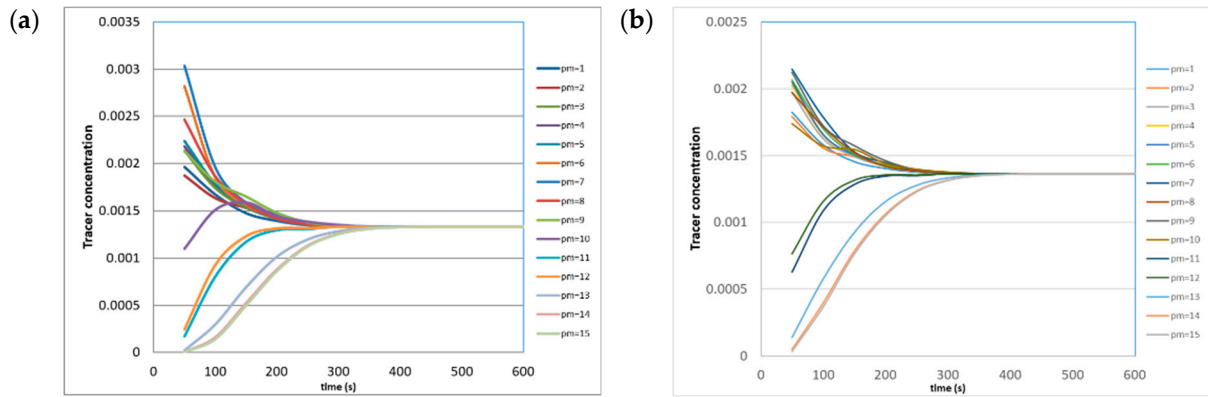 (a)
0.0035
0.003
0.0025
0.002
0.0015
0.001
0.0005
0
Tracer concentration
0 100 200 300 400 500 600
time (s)
pm=1
pm=2
pm=3
pm=4
pm=5
pm=6
pm=7
pm=8
pm=9
pm=10
pm=11
pm=12
pm=13
pm=14
pm=15
(b)
0.0025
0.002
0.0015
0.001
0.0005
0
Tracer concentration
0 100 200 300 400 500 600
time (s)
pm=1
pm=2
pm=3
pm=4
pm=5
pm=6
pm=7
pm=8
pm=9
pm=10
pm=11
pm=12
pm=13
pm=14
pm=15